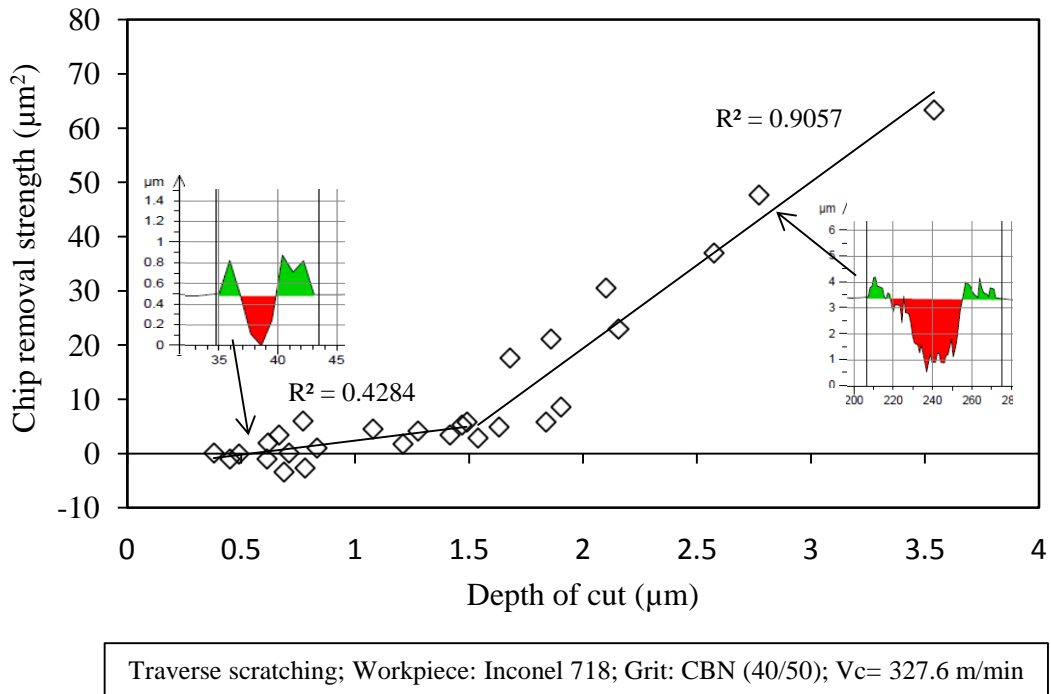 80
70
60
50
40
30
20
10
0
-10
Chip removal strength (µm²)
R² = 0.9057
R² = 0.4284
µm
1.4
1.2
1
0.8
0.6
0.4
0.2
0
35 40 45
µm
6
5
4
3
2
1
0
200 220 240 260 28
0 0.5 1 1.5 2 2.5 3 3.5 4
Depth of cut (µm)
Traverse scratching; Workpiece: Inconel 718; Grit: CBN (40/50); Vc= 327.6 m/min